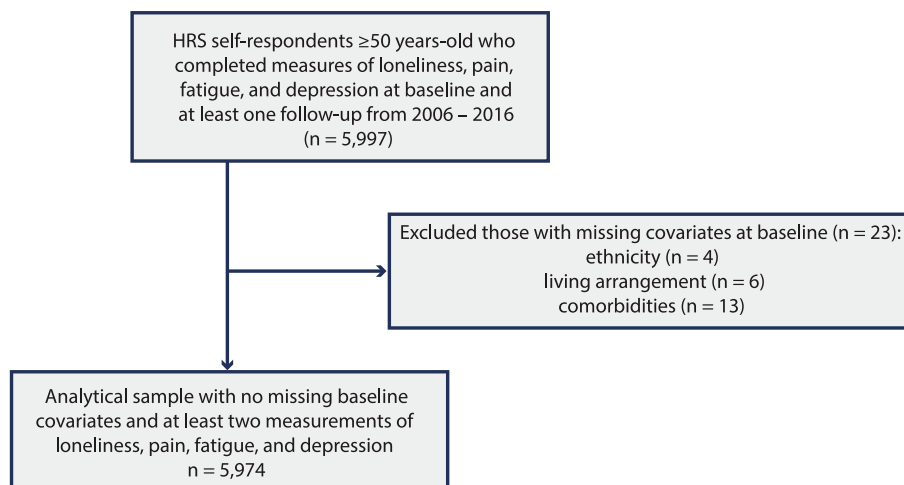 HRS self-respondents ≥50 years-old who
completed measures of loneliness, pain,
fatigue, and depression at baseline and
at least one follow-up from 2006 – 2016
(n = 5,997)
Excluded those with missing covariates at baseline (n = 23):
ethnicity (n = 4)
living arrangement (n = 6)
comorbidities (n = 13)
Analytical sample with no missing baseline
covariates and at least two measurements of
loneliness, pain, fatigue, and depression
n = 5,974